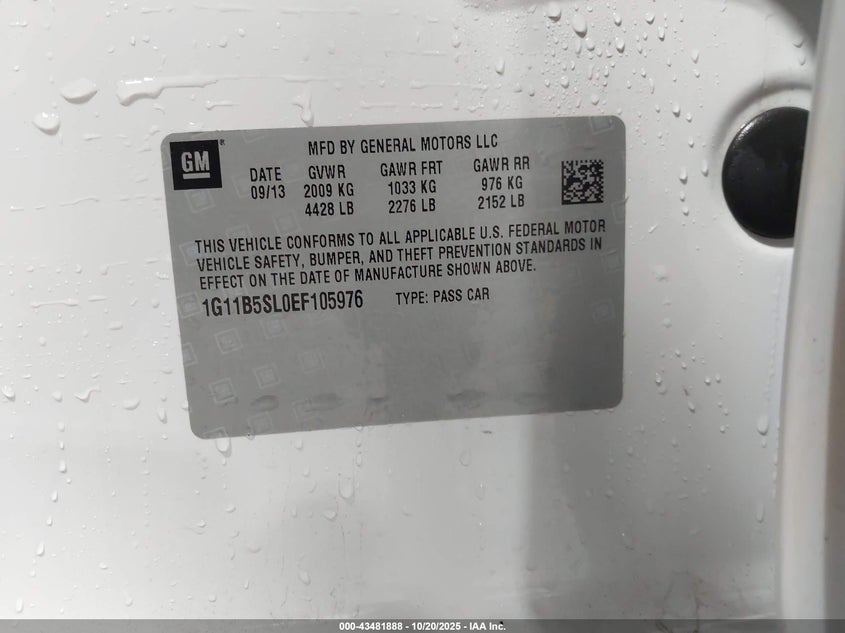 GM
MFD BY GENERAL MOTORS LLC
DATE GVWR GAWR FRT GAWR RR
09/13 2009 KG 1033 KG 976 KG
4428 LB 2276 LB 2152 LB
THIS VEHICLE CONFORMS TO ALL APPLICABLE U.S. FEDERAL MOTOR
VEHICLE SAFETY, BUMPER, AND THEFT PREVENTION STANDARDS IN
EFFECT ON THE DATE OF MANUFACTURE SHOWN ABOVE.
1G11B5SL0EF105976 TYPE: PASS CAR
000-43481888 | 10/20/2025 - IAA Inc.